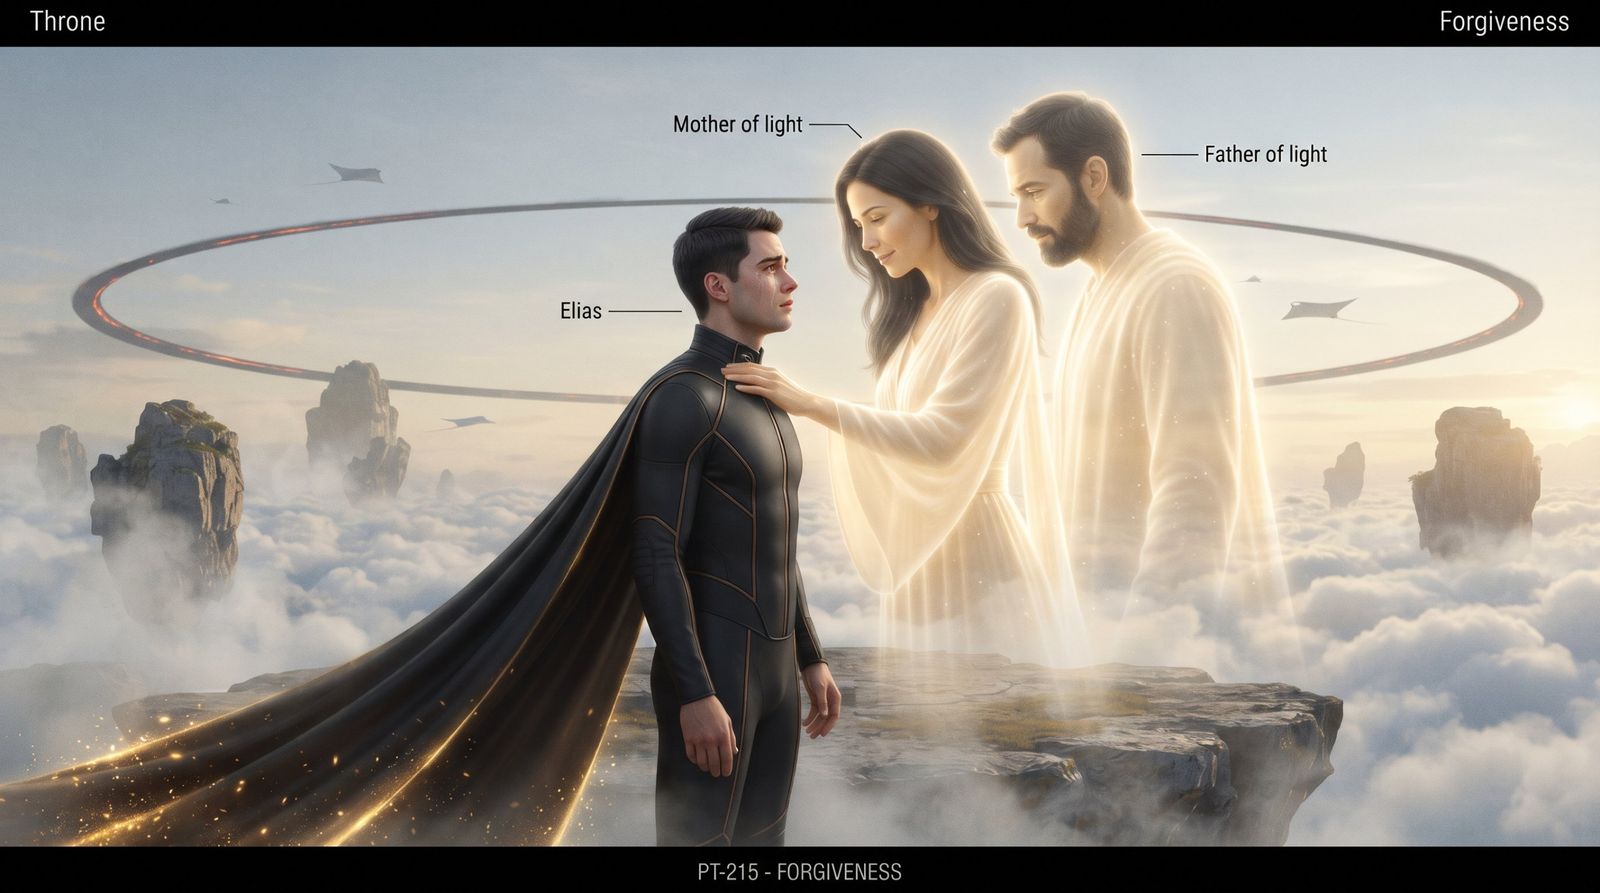 Throne
Forgiveness
Mother of light
Father of light
Elias
PT-215 - FORGIVENESS